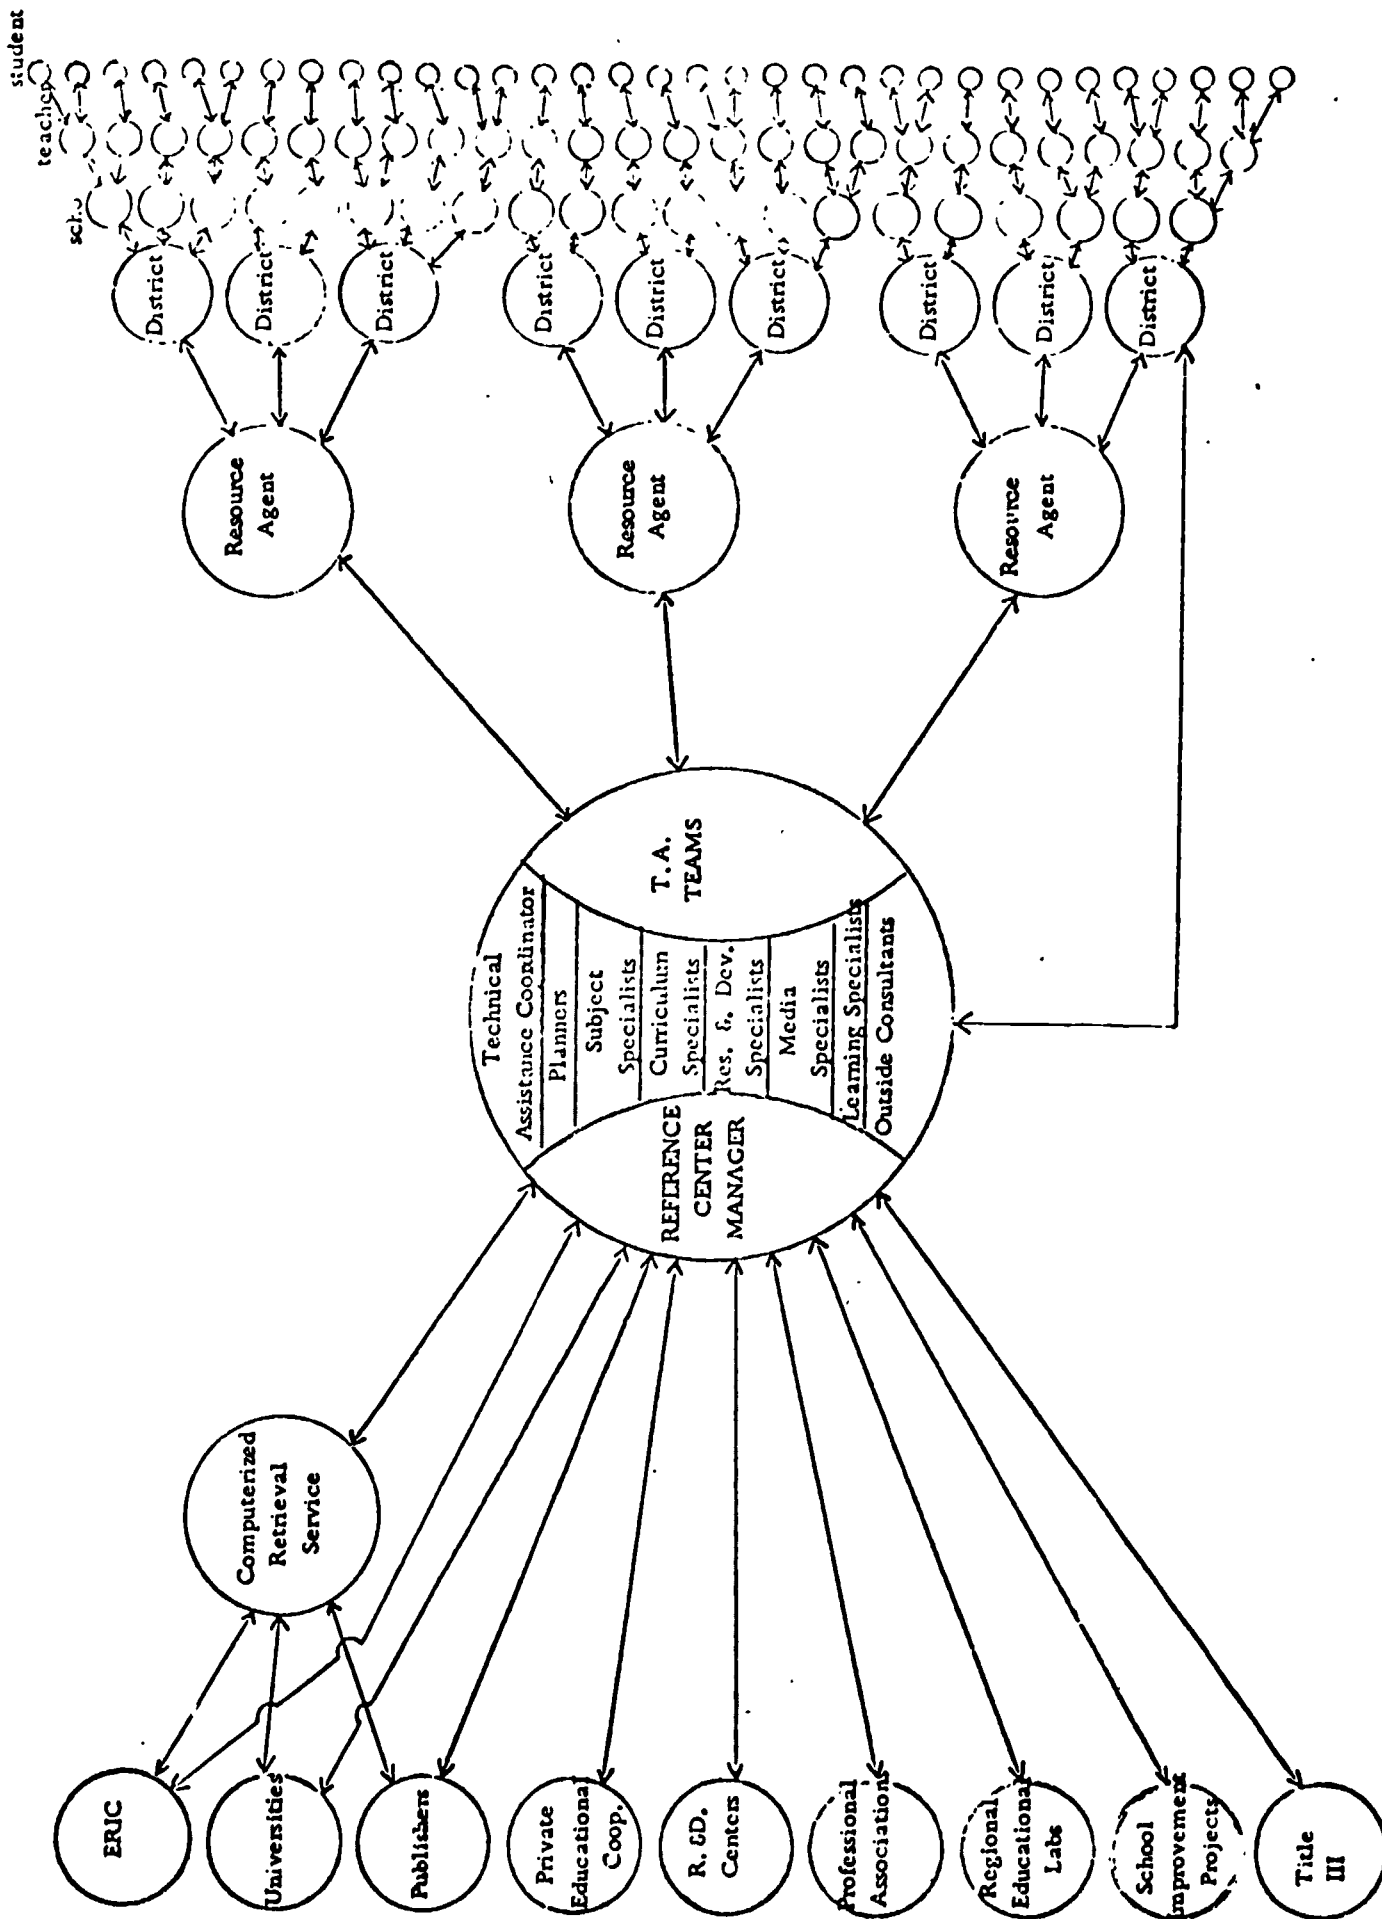 student
teacher
District
District
District
District
District
District
District
District
District
Resource
Agent
Resource
Agent
Resource
Agent
T.A.
TEAMS
Technical
Assistance Coordinator
Planners
Subject
Specialists
Curriculum
Specialists
Res. & Dev.
Specialists
Media
Specialists
Learning Specialists
Outside Consultants
REFERENCE
CENTER
MANAGER
Computerized
Retrieval
Service
ERIC
Universities
Publishers
Private
Educational
Coop.
R. &D.
Centers
Professional
Associations
Regional
Educational
Labs
School
Improvement
Projects
Title
III